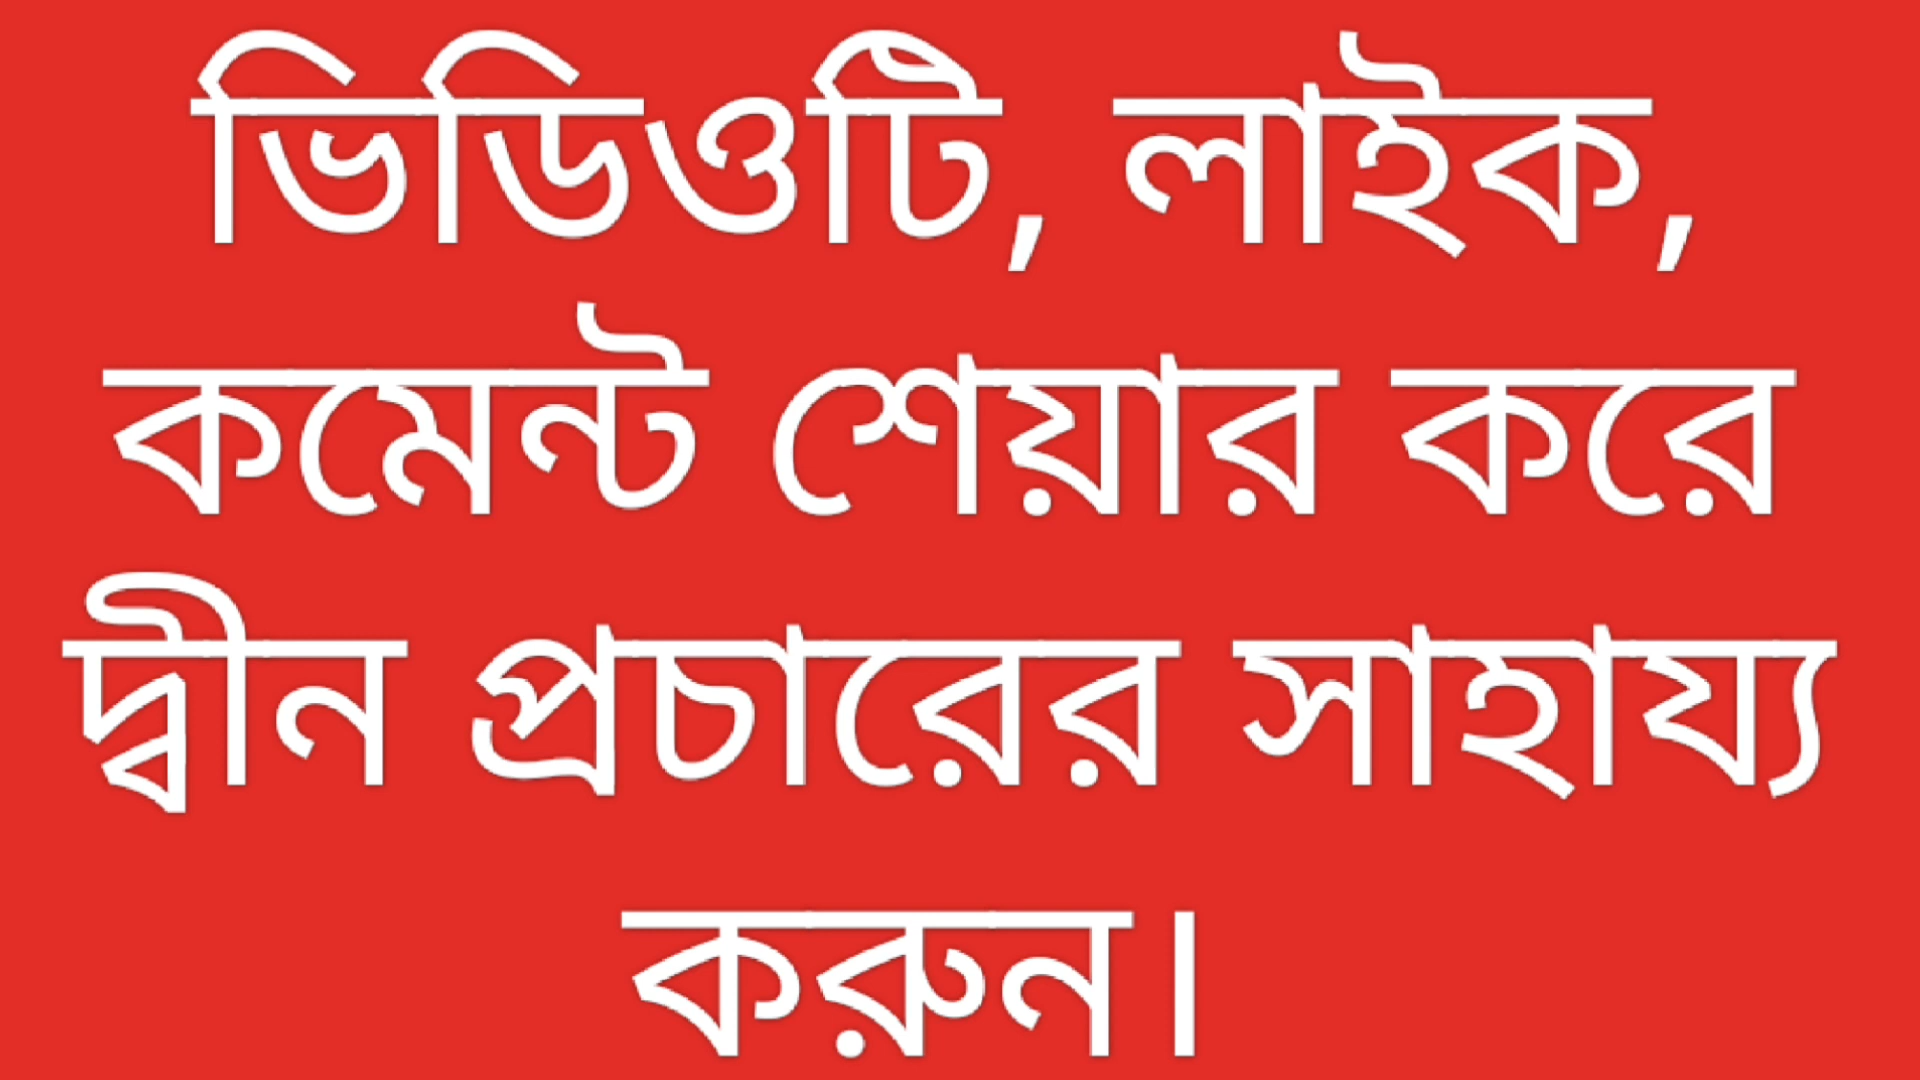 ভিডিওটি, লাইক,
কমেন্ট শেয়ার করে
দ্বীন প্রচারের সাহায্য
করুন।